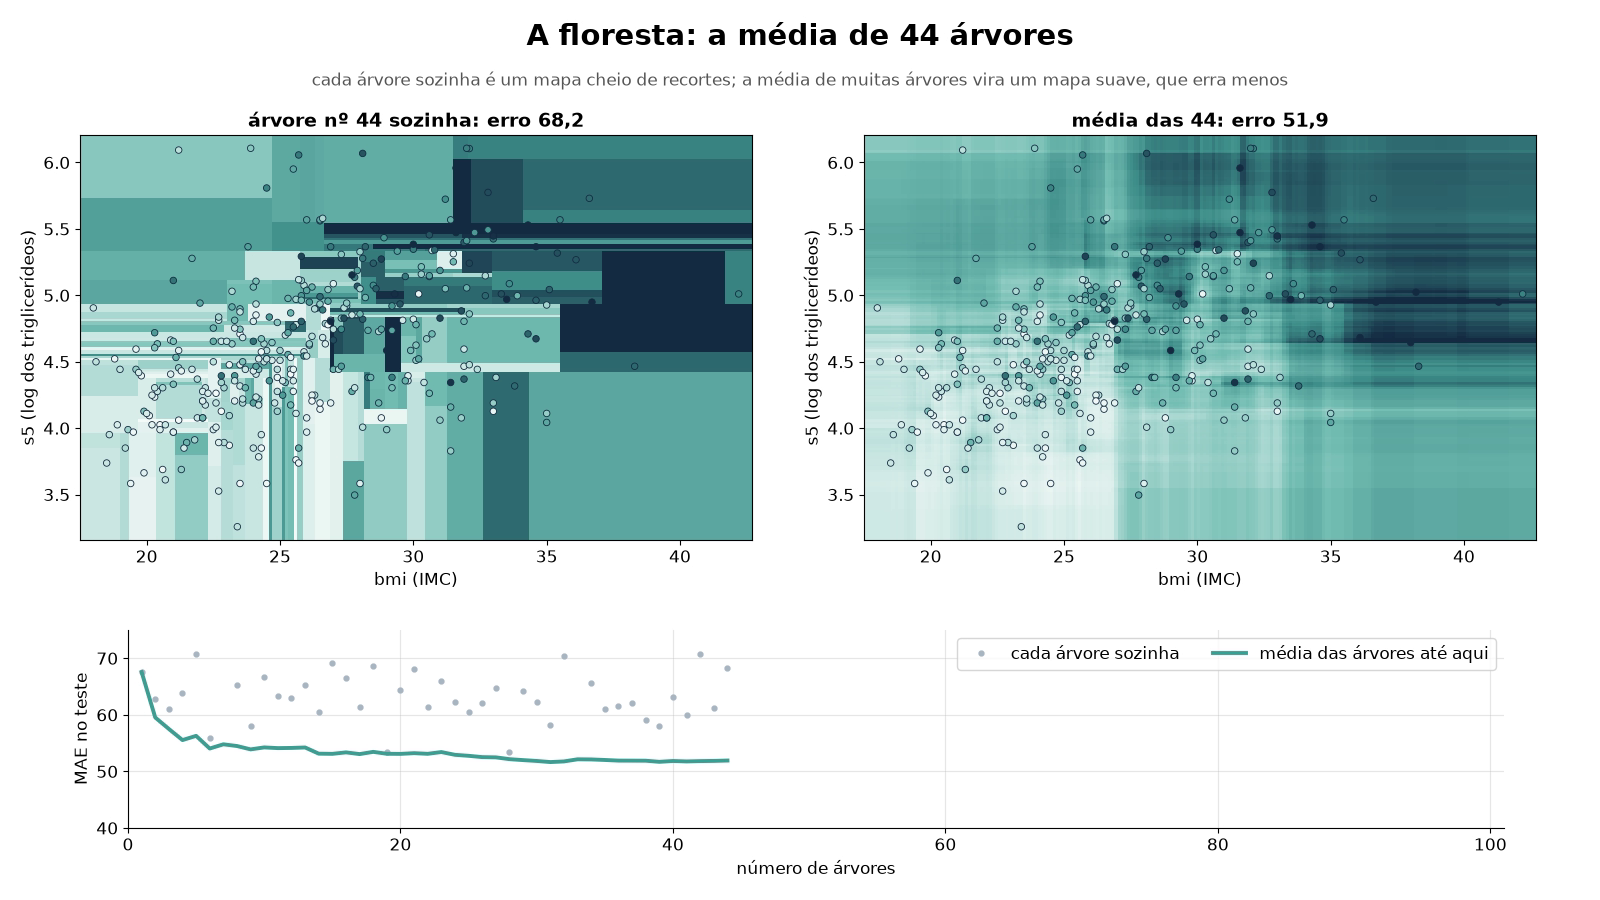 A floresta: a média de 44 árvores
cada árvore sozinha é um mapa cheio de recortes; a média de muitas árvores vira um mapa suave, que erra menos
árvore nº 44 sozinha: erro 68,2
s5 (log dos triglicerídeos)
6.0
5.5
5.0
4.5
4.0
3.5
20 25 30 35 40
bmi (IMC)
média das 44: erro 51,9
s5 (log dos triglicerídeos)
6.0
5.5
5.0
4.5
4.0
3.5
20 25 30 35 40
bmi (IMC)
MAE no teste
70
60
50
40
cada árvore sozinha
média das árvores até aqui
0 20 40 60 80 100
número de árvores